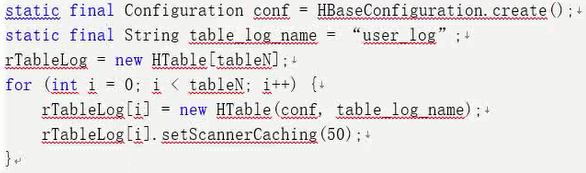 static final Configuration conf = HBaseConfiguration.create();
static final String table_log_name = “user_log”;
rTableLog = new HTable[tableN];
for (int i = 0; i < tableN; i++) {
    rTableLog[i] = new HTable(conf, table_log_name);
    rTableLog[i].setScannerCaching(50);
}